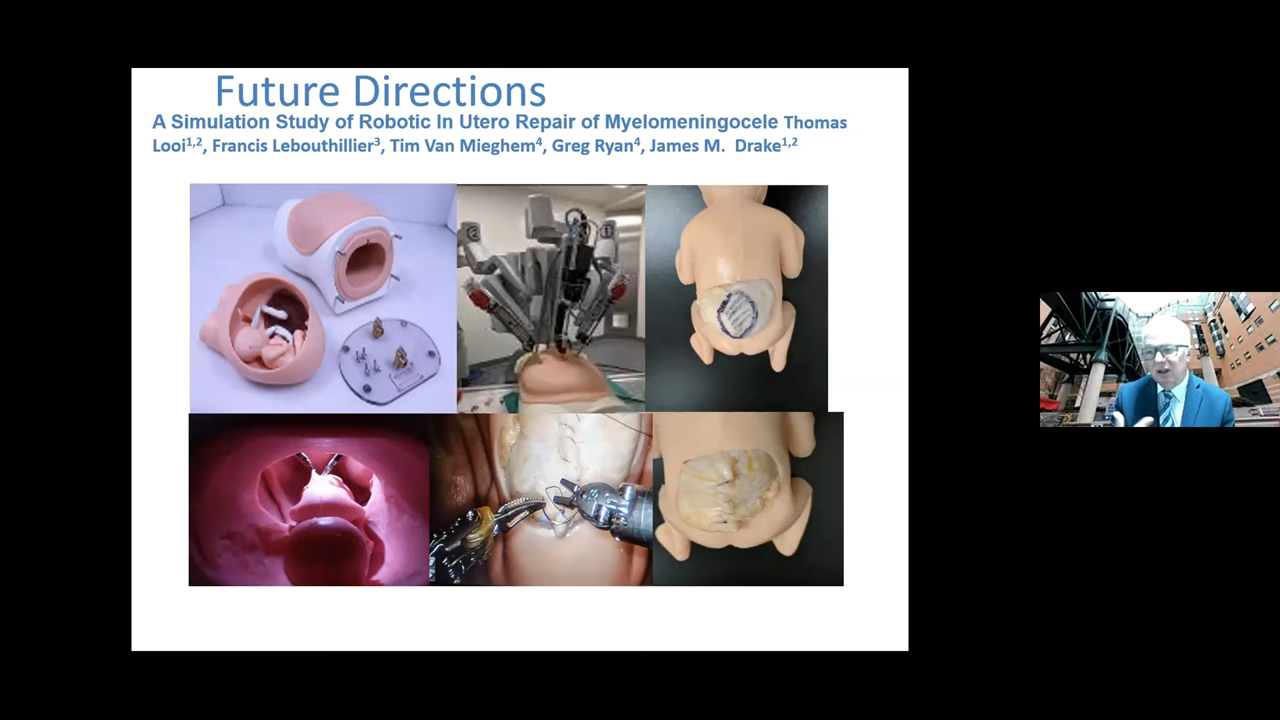 Future Directions
A Simulation Study of Robotic In Utero Repair of Myelomeningocele Thomas
Looi1,2, Francis Lebouthillier3, Tim Van Mieghem4, Greg Ryan4, James M. Drake1,2